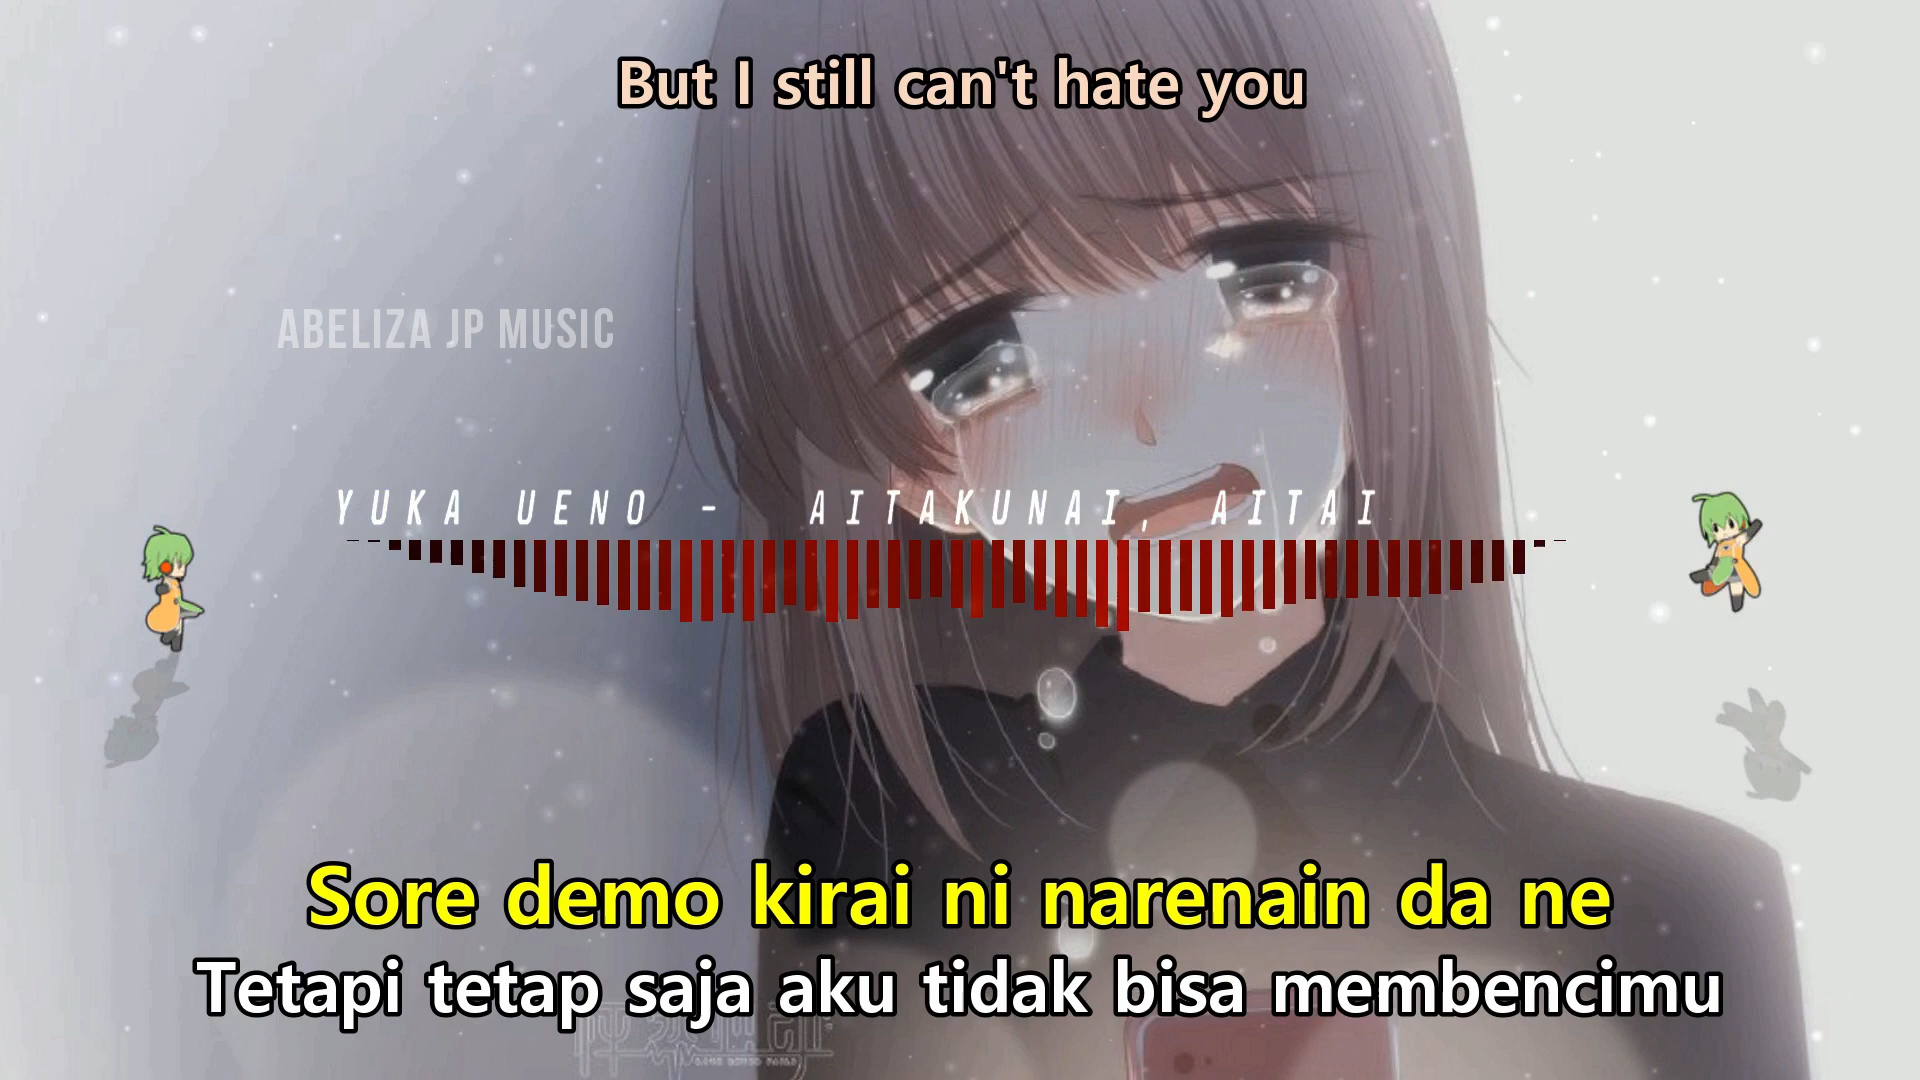 But I still can't hate you
ABELIZA JP MUSIC
YUKA UENO - AITAKUNAI, AITAI
Sore demo kirai ni narenain da ne
Tetapi tetap saja aku tidak bisa membencimu